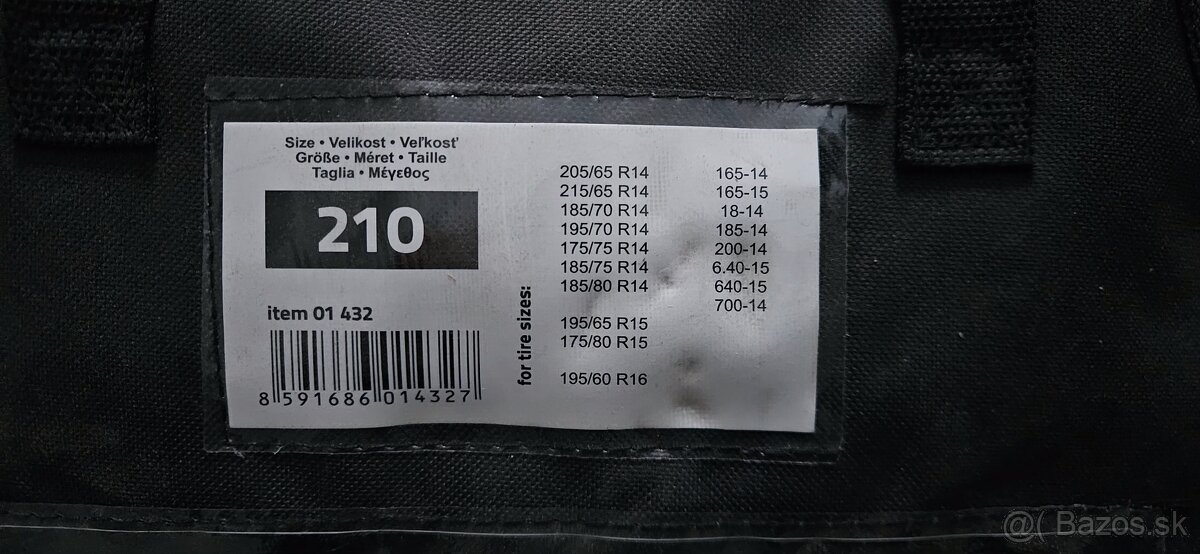 Size • Velikost • Veľkosť
Größe • Méret • Taille
Taglia • Μέγεθος
210
item 01 432
8 591686 014327
for tire sizes:
205/65 R14
215/65 R14
185/70 R14
195/70 R14
175/75 R14
185/75 R14
185/80 R14
195/65 R15
175/80 R15
195/60 R16
165-14
165-15
18-14
185-14
200-14
6.40-15
640-15
700-14
@( Bazos.sk